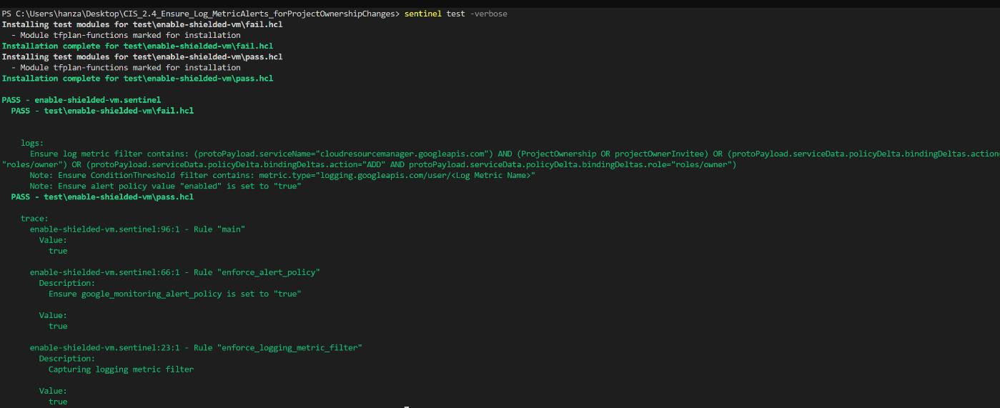 PS C:\Users\hanza\Desktop\CIS_2.4_Ensure_Log_MetricAlerts_forProjectOwnershipChanges> sentinel test -verbose
Installing test modules for test\enable-shielded-vm\fail.hcl
  - Module tfplan-functions marked for installation
Installation complete for test\enable-shielded-vm\fail.hcl
Installing test modules for test\enable-shielded-vm\pass.hcl
  - Module tfplan-functions marked for installation
Installation complete for test\enable-shielded-vm\pass.hcl
PASS - enable-shielded-vm.sentinel
  PASS - test\enable-shielded-vm\fail.hcl
    logs:
      Ensure log metric filter contains: (protoPayload.serviceName="cloudresourcemanager.googleapis.com") AND (ProjectOwnership OR projectOwnerInvitee) OR (protoPayload.serviceData.policyDelta.bindingDeltas.action=
"roles/owner") OR (protoPayload.serviceData.policyDelta.bindingDeltas.action="ADD" AND protoPayload.serviceData.policyDelta.bindingDeltas.role="roles/owner")
      Note: Ensure ConditionThreshold filter contains: metric.type="logging.googleapis.com/user/<Log Metric Name>"
      Note: Ensure alert policy value "enabled" is set to "true"
  PASS - test\enable-shielded-vm\pass.hcl
    trace:
      enable-shielded-vm.sentinel:96:1 - Rule "main"
        Value:
          true
      enable-shielded-vm.sentinel:66:1 - Rule "enforce_alert_policy"
        Description:
          Ensure google_monitoring_alert_policy is set to "true"
        Value:
          true
      enable-shielded-vm.sentinel:23:1 - Rule "enforce_logging_metric_filter"
        Description:
          Capturing logging metric filter
        Value:
          true